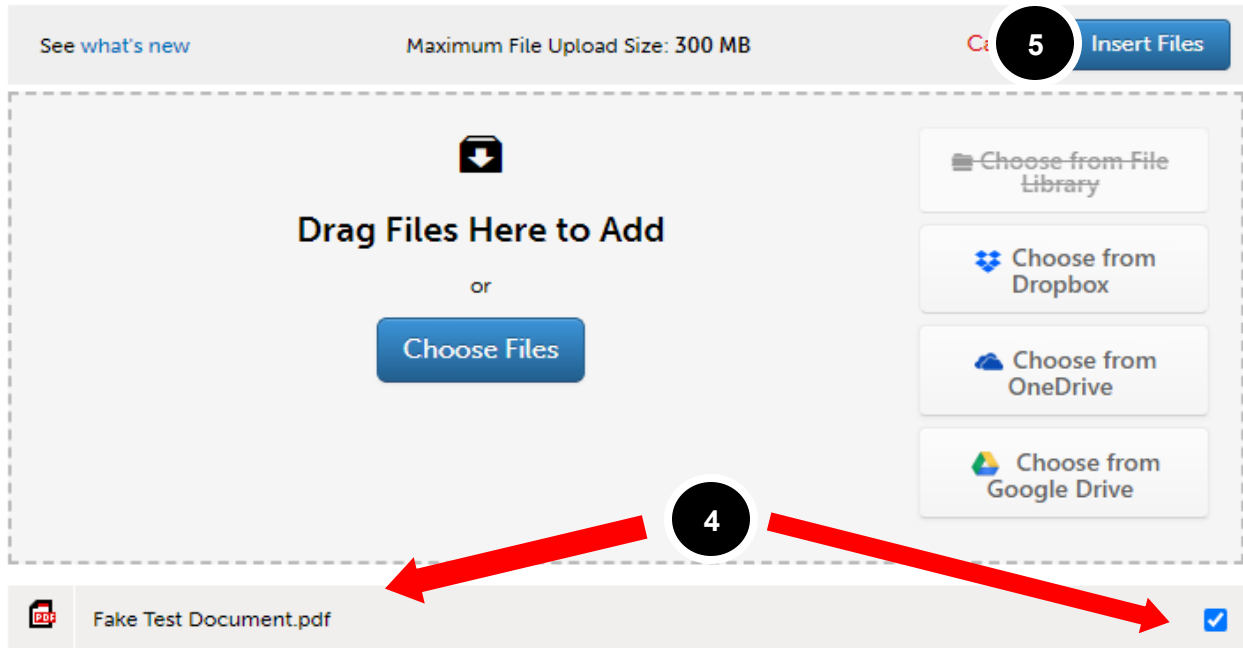 See what's new
Maximum File Upload Size: 300 MB
5
Insert Files
Drag Files Here to Add
or
Choose Files
Choose from File
Library
Choose from
Dropbox
Choose from
OneDrive
Choose from
Google Drive
4
PDF
Fake Test Document.pdf